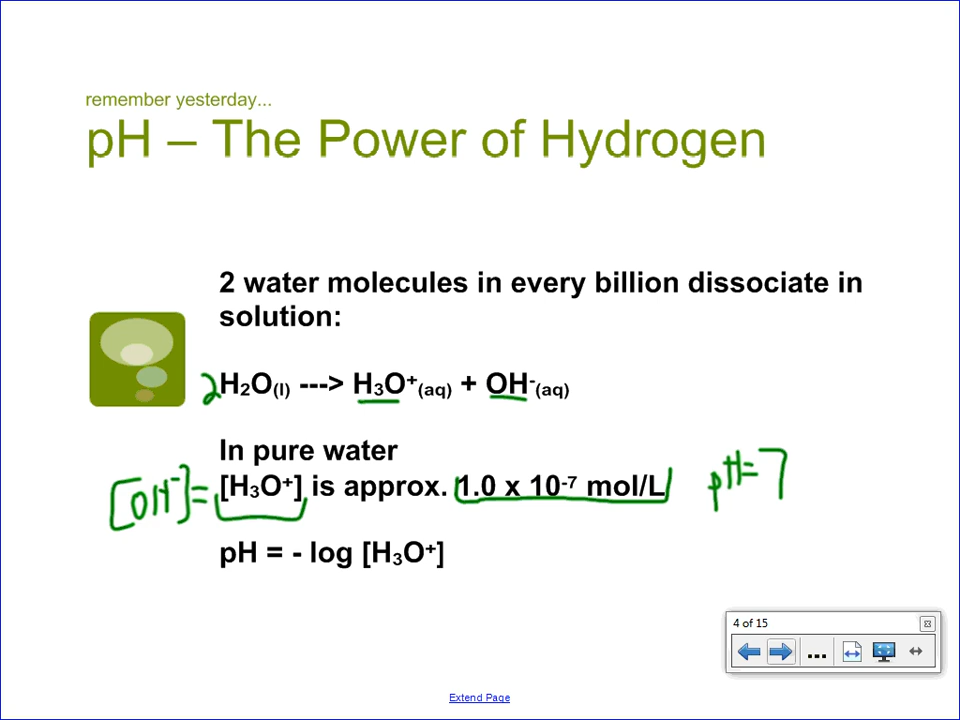 remember yesterday...
pH – The Power of Hydrogen
2 water molecules in every billion dissociate in
solution:
2H₂O(l) ---> H₃O⁺(aq) + OH⁻(aq)
In pure water
[OH⁻]= [H₃O⁺] is approx. 1.0 x 10⁻⁷ mol/L pH=7
pH = - log [H₃O⁺]
4 of 15
...
Extend Page